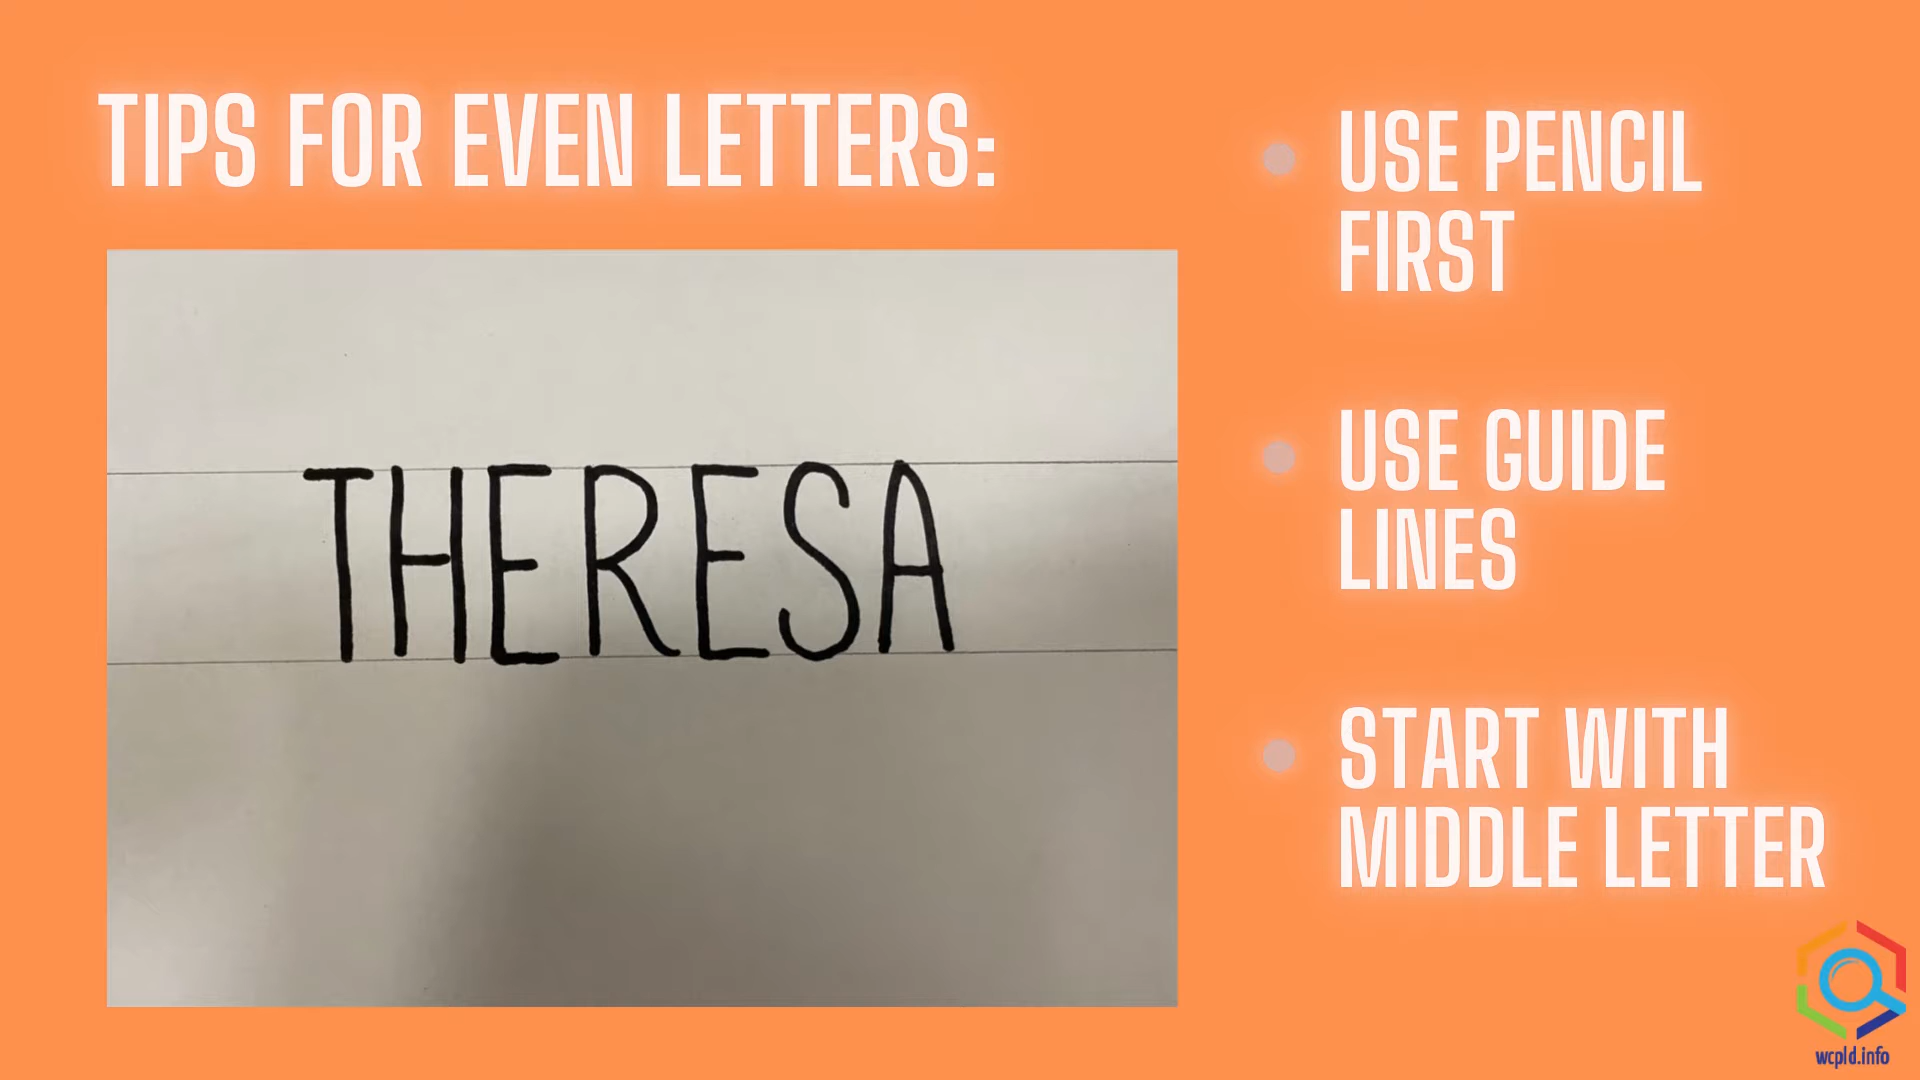 TIPS FOR EVEN LETTERS:
THERESA
USE PENCIL
FIRST
USE GUIDE
LINES
START WITH
MIDDLE LETTER
wcpld.info